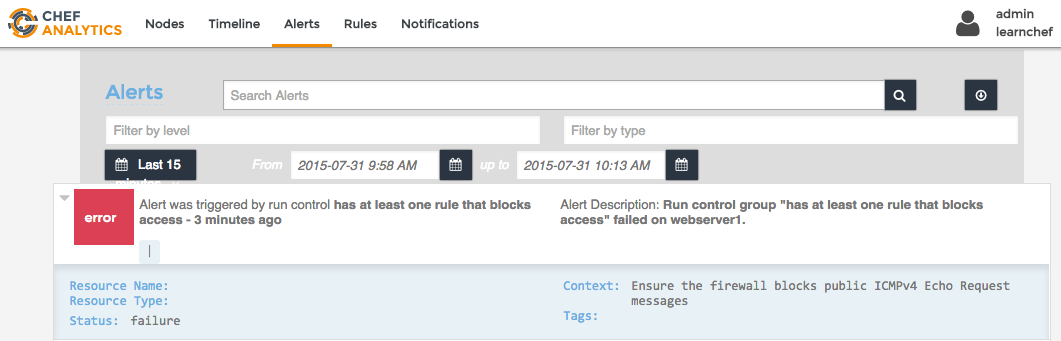 CHEF
ANALYTICS
Nodes Timeline Alerts Rules Notifications
admin
learnchef
Alerts
Search Alerts
Filter by level
Filter by type
Last 15
minutes
From 2015-07-31 9:58 AM up to 2015-07-31 10:13 AM
error
Alert was triggered by run control has at least one rule that blocks
access - 3 minutes ago
|
Alert Description: Run control group "has at least one rule that blocks
access" failed on webserver1.
Resource Name:
Resource Type:
Status: failure
Context: Ensure the firewall blocks public ICMPv4 Echo Request
messages
Tags: